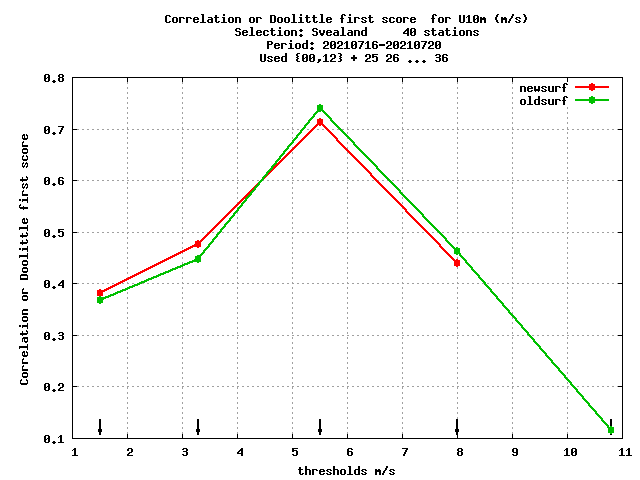 Correlation or Doolittle first score  for U10m (m/s)
Selection: Svealand     40 stations
Period: 20210716-20210720
Used {00,12} + 25 26 ... 36
newsurf
oldsurf
Correlation or Doolittle first score
0.8
0.7
0.6
0.5
0.4
0.3
0.2
0.1
1 2 3 4 5 6 7 8 9 10 11
thresholds m/s